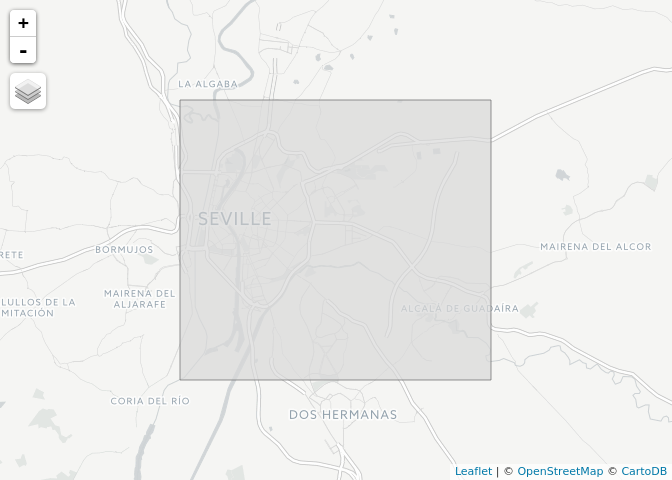 +
-
LA ALGABA
SEVILLE
BORMUJOS
MAIRENA DEL ALCOR
RETE
MAIRENA DEL
ALJARAFE
LULLOS DE LA
MITACIÓN
ALCALÁ DE GUADAÍRA
CORIA DEL RÍO
DOS HERMANAS
Leaflet | © OpenStreetMap © CartoDB